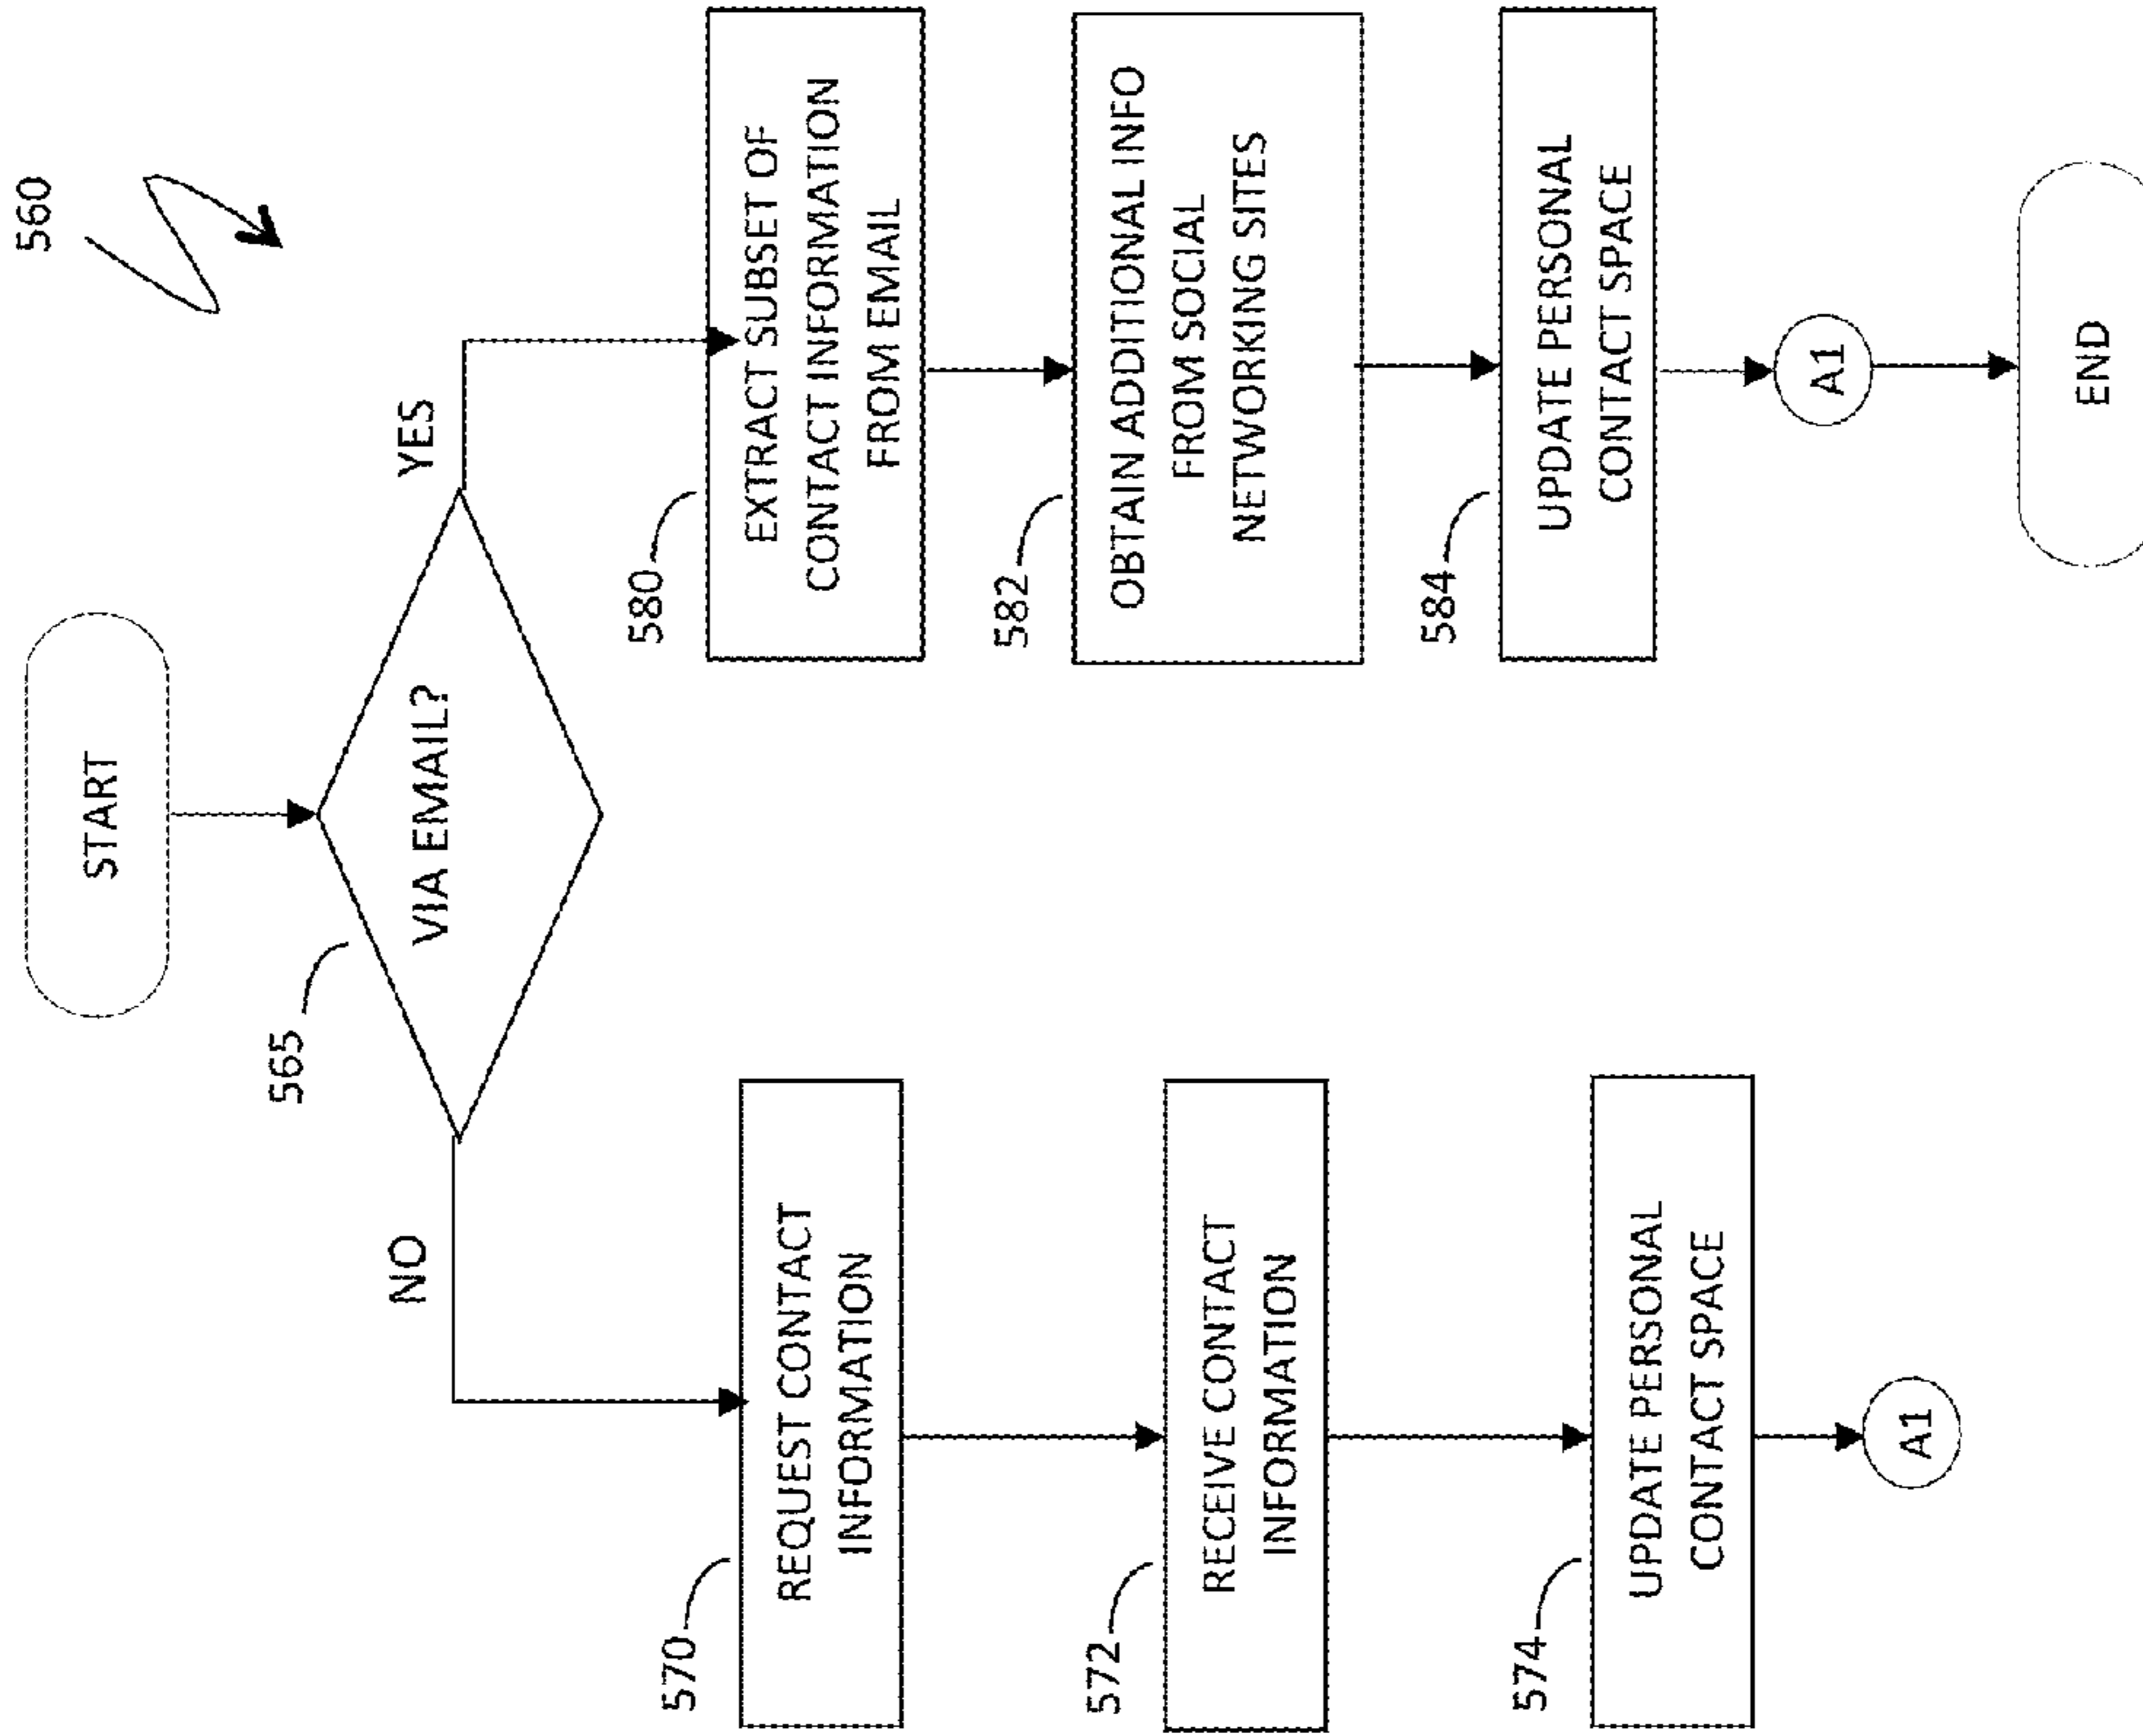 560
START
565
VIA EMAIL?
NO
YES
570
REQUEST CONTACT
INFORMATION
572
RECEIVE CONTACT
INFORMATION
574
UPDATE PERSONAL
CONTACT SPACE
A1
580
EXTRACT SUBSET OF
CONTACT INFORMATION
FROM EMAIL
582
OBTAIN ADDITIONAL INFO
FROM SOCIAL
NETWORKING SITES
584
UPDATE PERSONAL
CONTACT SPACE
A1
END